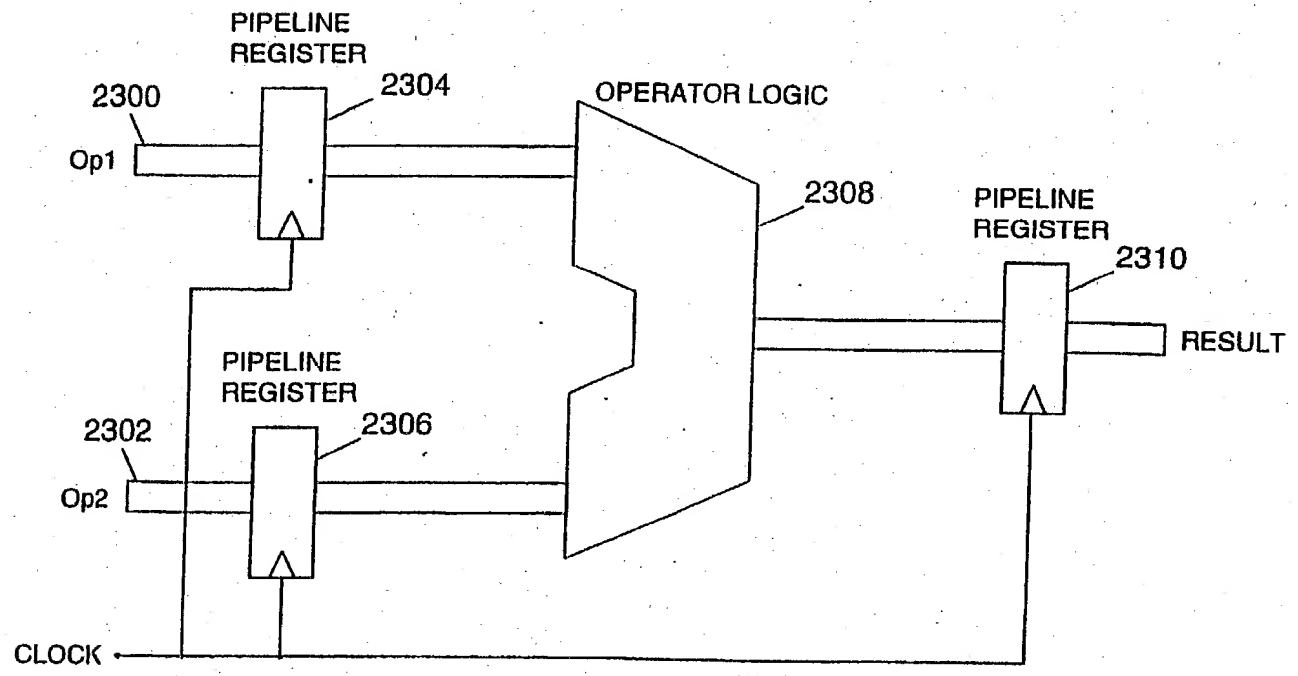 PIPELINE
REGISTER
2304
2300
Op1
OPERATOR LOGIC
2308
PIPELINE
REGISTER
2310
RESULT
PIPELINE
REGISTER
2306
2302
Op2
CLOCK